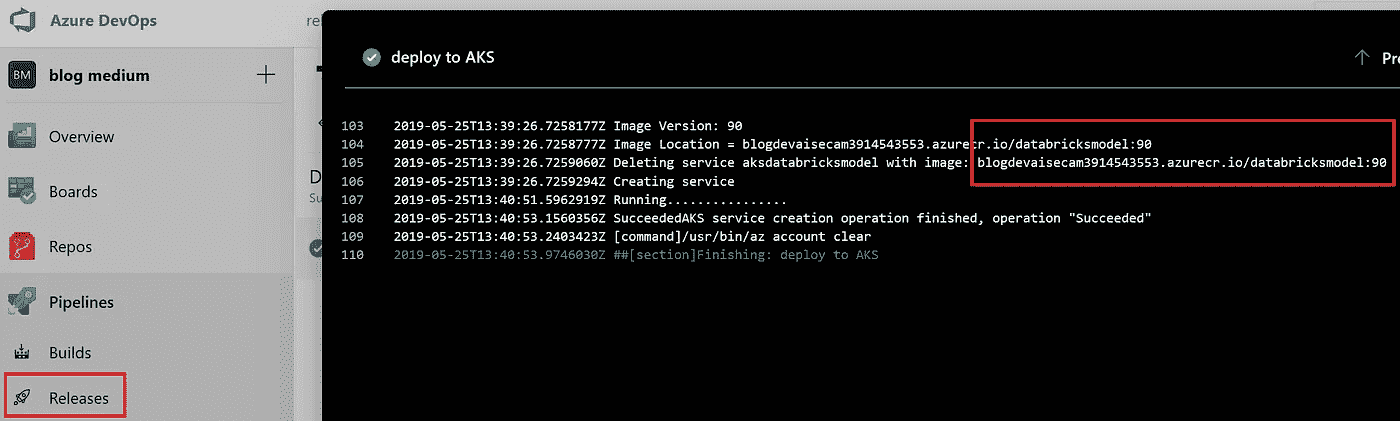 Azure DevOps
re
deploy to AKS
Pre
BM
blog medium
Overview
Boards
Repos
Pipelines
Builds
Releases
D
Su
103 2019-05-25T13:39:26.7258177Z Image Version: 90
104 2019-05-25T13:39:26.7258777Z Image Location = blogdevaisecam3914543553.azurecr.io/databricksmodel:90
105 2019-05-25T13:39:26.7259060Z Deleting service aksdatabricksmodel with image: blogdevaisecam3914543553.azurecr.io/databricksmodel:90
106 2019-05-25T13:39:26.7259294Z Creating service
107 2019-05-25T13:40:51.5962919Z Running................
108 2019-05-25T13:40:53.1560356Z SucceededAKS service creation operation finished, operation "Succeeded"
109 2019-05-25T13:40:53.2403423Z [command]/usr/bin/az account clear
110 2019-05-25T13:40:53.9746030Z ##[section]Finishing: deploy to AKS